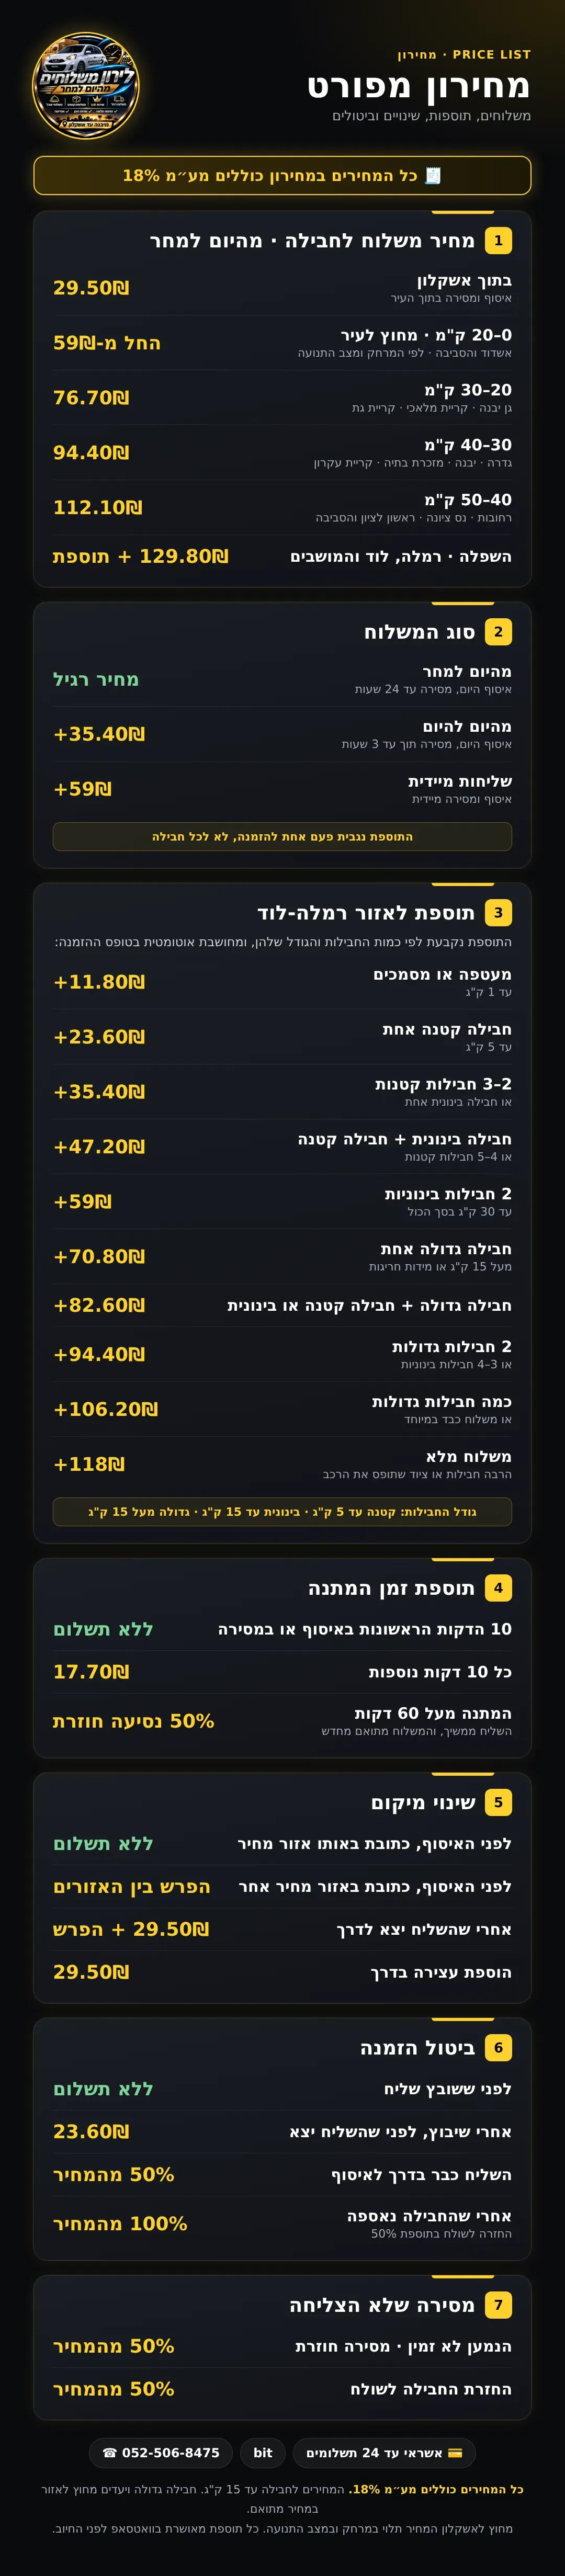 PRICE LIST · מחירון
מחירון מפורט
משלוחים, תוספות, שינויים וביטולים
לירון משלוחים
מהיום למחר
🧾 כל המחירים במחירון כוללים מע״מ 18%
1 מחיר משלוח לחבילה · מהיום למחר
בתוך אשקלון 29.50₪
איסוף ומסירה בתוך העיר
0–20 ק"מ · מחוץ לעיר החל מ-59₪
אשדוד והסביבה · לפי המרחק ומצב התנועה
20–30 ק"מ 76.70₪
גן יבנה · קריית מלאכי · קריית גת
30–40 ק"מ 94.40₪
גדרה · יבנה · מזכרת בתיה · קריית עקרון
40–50 ק"מ 112.10₪
רחובות · נס ציונה · ראשון לציון והסביבה
השפלה · רמלה, לוד והמושבים 129.80₪ + תוספת
2 סוג המשלוח
מהיום למחר מחיר רגיל
איסוף היום, מסירה עד 24 שעות
מהיום להיום +35.40₪
איסוף היום, מסירה תוך עד 3 שעות
שליחות מיידית +59₪
איסוף ומסירה מיידית
התוספת נגבית פעם אחת להזמנה, לא לכל חבילה
3 תוספת לאזור רמלה-לוד
התוספת נקבעת לפי כמות החבילות והגודל שלהן, ומחושבת אוטומטית בטופס ההזמנה:
מעטפה או מסמכים +11.80₪
עד 1 ק"ג
חבילה קטנה אחת +23.60₪
עד 5 ק"ג
2–3 חבילות קטנות +35.40₪
או חבילה בינונית אחת
חבילה בינונית + חבילה קטנה +47.20₪
או 4–5 חבילות קטנות
2 חבילות בינוניות +59₪
עד 30 ק"ג בסך הכול
חבילה גדולה אחת +70.80₪
מעל 15 ק"ג או מידות חריגות
חבילה גדולה + חבילה קטנה או בינונית +82.60₪
2 חבילות גדולות +94.40₪
או 3–4 חבילות בינוניות
כמה חבילות גדולות +106.20₪
או משלוח כבד במיוחד
משלוח מלא +118₪
הרבה חבילות או ציוד שתופס את הרכב
גודל החבילות: קטנה עד 5 ק"ג · בינונית עד 15 ק"ג · גדולה מעל 15 ק"ג
4 תוספת זמן המתנה
10 הדקות הראשונות באיסוף או במסירה ללא תשלום
כל 10 דקות נוספות 17.70₪
המתנה מעל 60 דקות 50% נסיעה חוזרת
השליח ממשיך, והמשלוח מתואם מחדש
5 שינוי מיקום
לפני האיסוף, כתובת באותו אזור מחיר ללא תשלום
לפני האיסוף, כתובת באזור מחיר אחר הפרש בין האזורים
אחרי שהשליח יצא לדרך 29.50₪ + הפרש
הוספת עצירה בדרך 29.50₪
6 ביטול הזמנה
לפני ששובץ שליח ללא תשלום
אחרי שיבוץ, לפני שהשליח יצא 23.60₪
השליח כבר בדרך לאיסוף 50% מהמחיר
אחרי שהחבילה נאספה 100% מהמחיר
החזרה לשולח בתוספת 50%
7 מסירה שלא הצליחה
הנמען לא זמין · מסירה חוזרת 50% מהמחיר
החזרת החבילה לשולח 50% מהמחיר
💳 אשראי עד 24 תשלומים bit ☎ 052-506-8475
כל המחירים כוללים מע״מ 18%. המחירים לחבילה עד 15 ק"ג. חבילה גדולה ויעדים מחוץ לאזור
במחיר מתואם.
מחוץ לאשקלון המחיר תלוי במרחק ובמצב התנועה. כל תוספת מאושרת בוואטסאפ לפני החיוב.